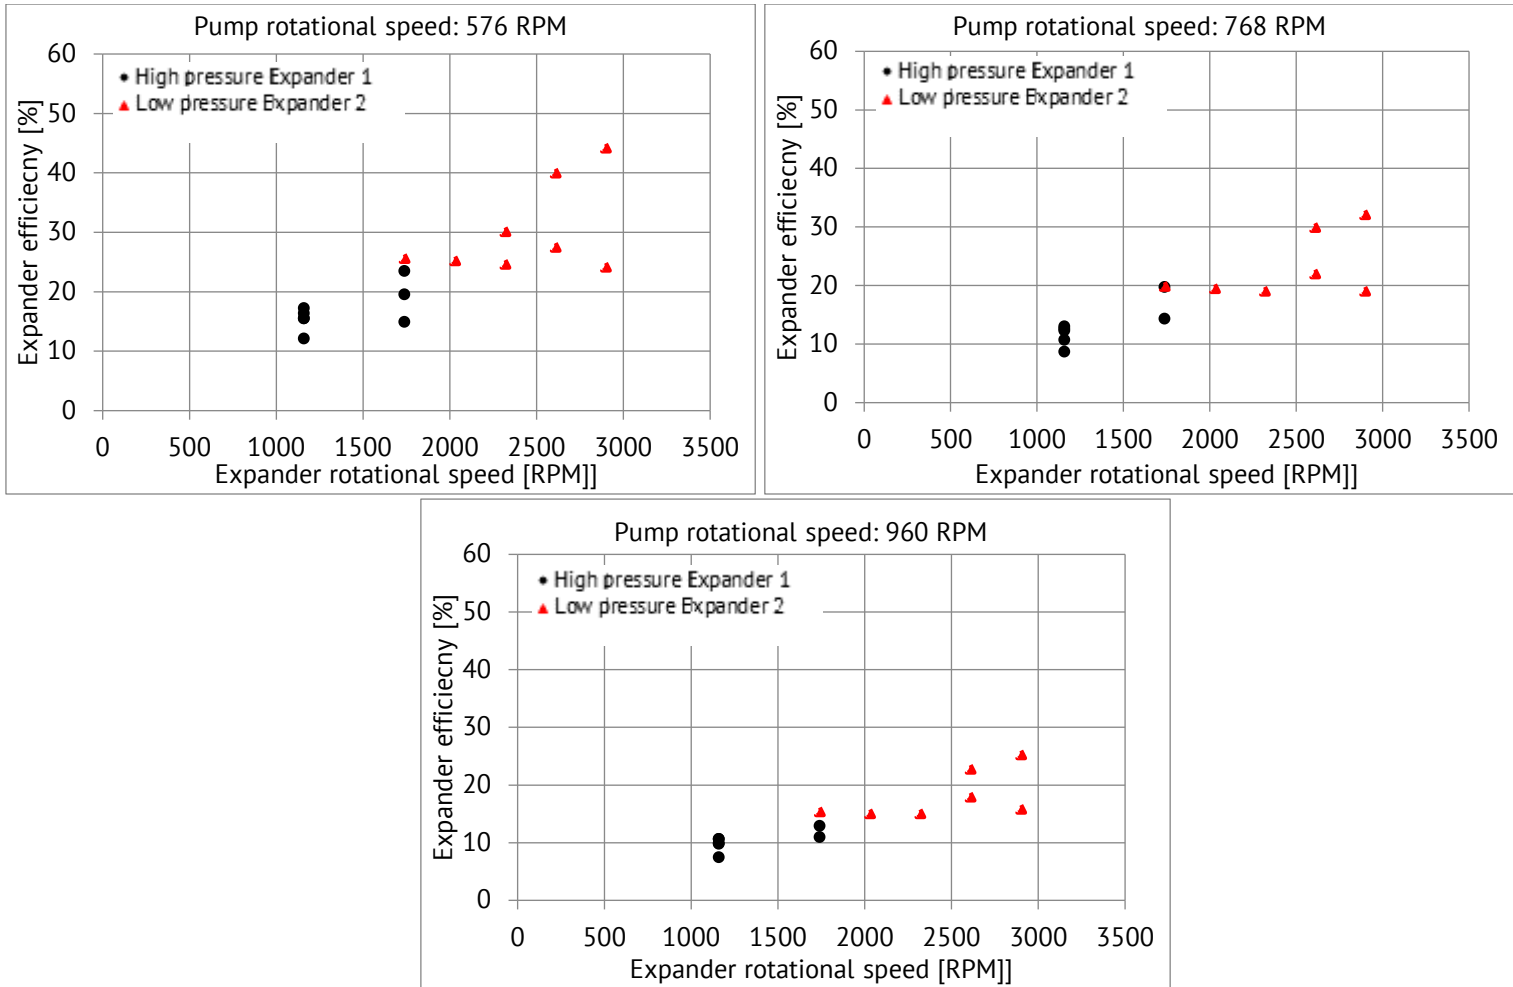 Pump rotational speed: 576 RPM
60
50
40
30
20
10
0
High pressure Expander 1
Low pressure Expander 2
Expander efficiecny [%]
0 500 1000 1500 2000 2500 3000 3500
Expander rotational speed [RPM]]
Pump rotational speed: 768 RPM
60
50
40
30
20
10
0
High pressure Expander 1
Low pressure Expander 2
Expander efficiecny [%]
0 500 1000 1500 2000 2500 3000 3500
Expander rotational speed [RPM]]
Pump rotational speed: 960 RPM
60
50
40
30
20
10
0
High pressure Expander 1
Low pressure Expander 2
Expander efficiecny [%]
0 500 1000 1500 2000 2500 3000 3500
Expander rotational speed [RPM]]